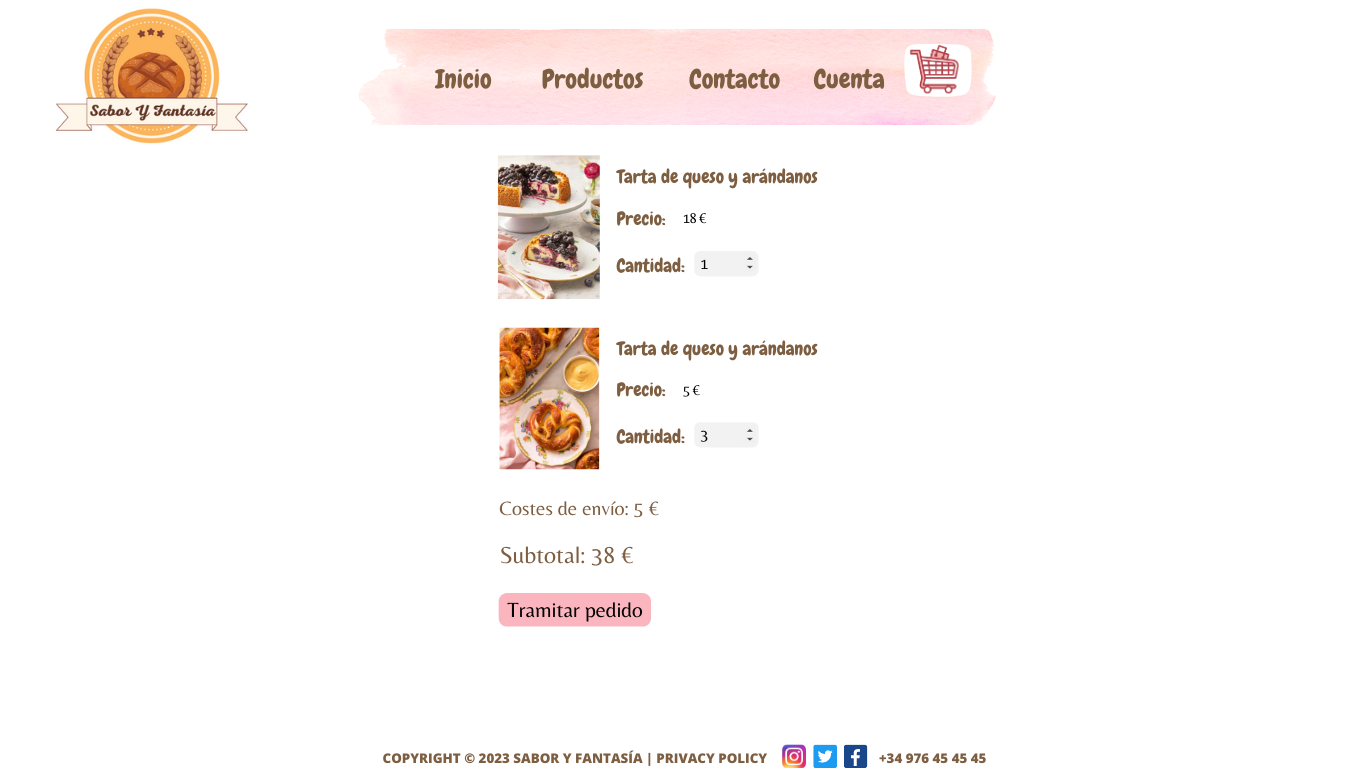 Sabor Y Fantasía
Inicio Productos Contacto Cuenta
Tarta de queso y arándanos
Precio: 18 €
Cantidad: 1
Tarta de queso y arándanos
Precio: 5 €
Cantidad: 3
Costes de envío: 5 €
Subtotal: 38 €
Tramitar pedido
COPYRIGHT © 2023 SABOR Y FANTASÍA | PRIVACY POLICY +34 976 45 45 45